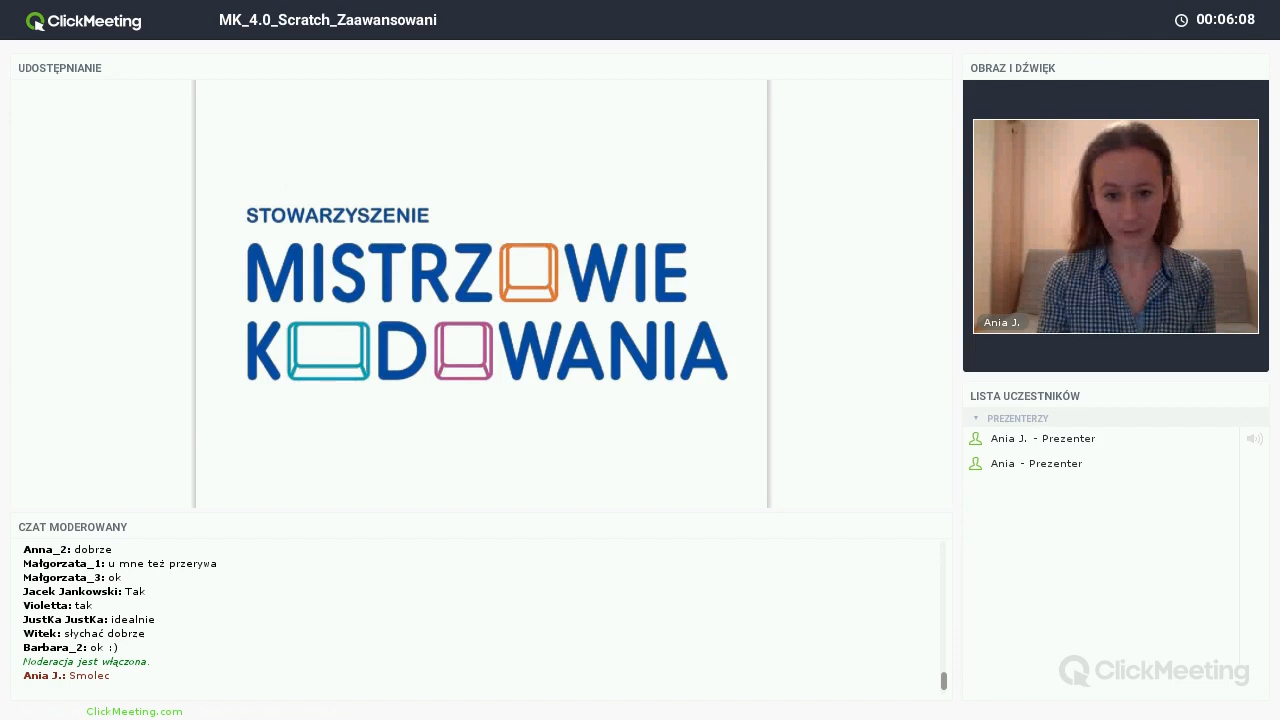 ClickMeeting
MK_4.0_Scratch_Zaawansowani
00:06:08
UDOSTĘPNIANIE
STOWARZYSZENIE
MISTRZOWIE
KODOWANIA
OBRAZ I DŹWIĘK
Ania J.
LISTA UCZESTNIKÓW
PREZENTERZY
Ania J. - Prezenter
Ania - Prezenter
CZAT MODEROWANY
Anna_2: dobrze
Małgorzata_1: u mne też przerywa
Małgorzata_3: ok
Jacek Jankowski: Tak
Violetta: tak
JustKa JustKa: idealnie
Witek: słychać dobrze
Barbara_2: ok :)
Moderacja jest włączona.
Ania J.: Smolec
ClickMeeting
ClickMeeting.com